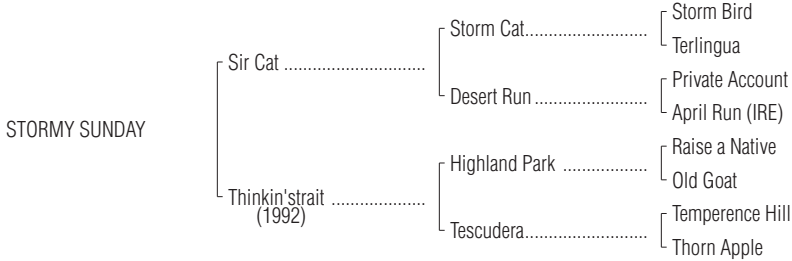 Storm Bird
Storm Cat..........................
Terlingua
Sir Cat ..............................
Private Account
Desert Run ........................
April Run (IRE)
STORMY SUNDAY
Raise a Native
Highland Park ..................
Old Goat
Thinkin'strait ....................
(1992)
Temperence Hill
Tescudera..........................
Thorn Apple